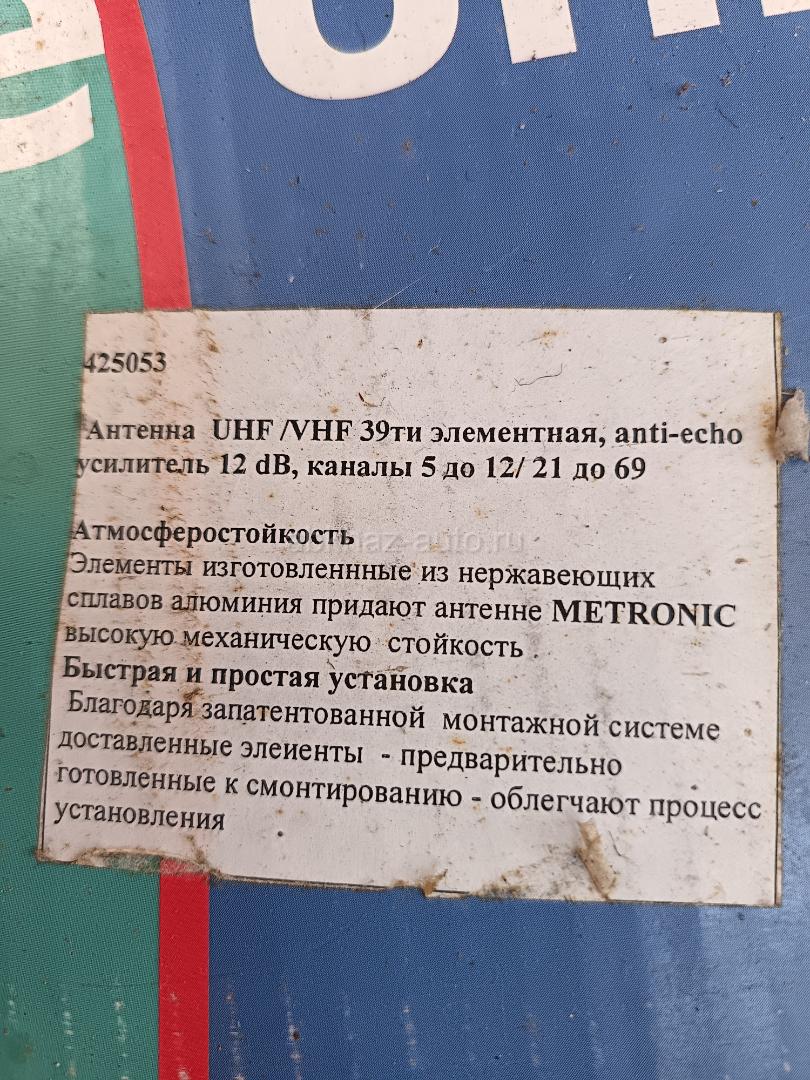 425053
Антенна UHF /VHF 39ти элементная, anti-echo
усилитель 12 dB, каналы 5 до 12/ 21 до 69
Атмосферостойкость
Элементы изготовленнные из нержавеющих
сплавов алюминия придают антенне METRONIC
высокую механическую стойкость .
Быстрая и простая установка
Благодаря запатентованной монтажной системе
доставленные элеиенты - предварительно
готовленные к смонтированию - облегчают процесс
установления